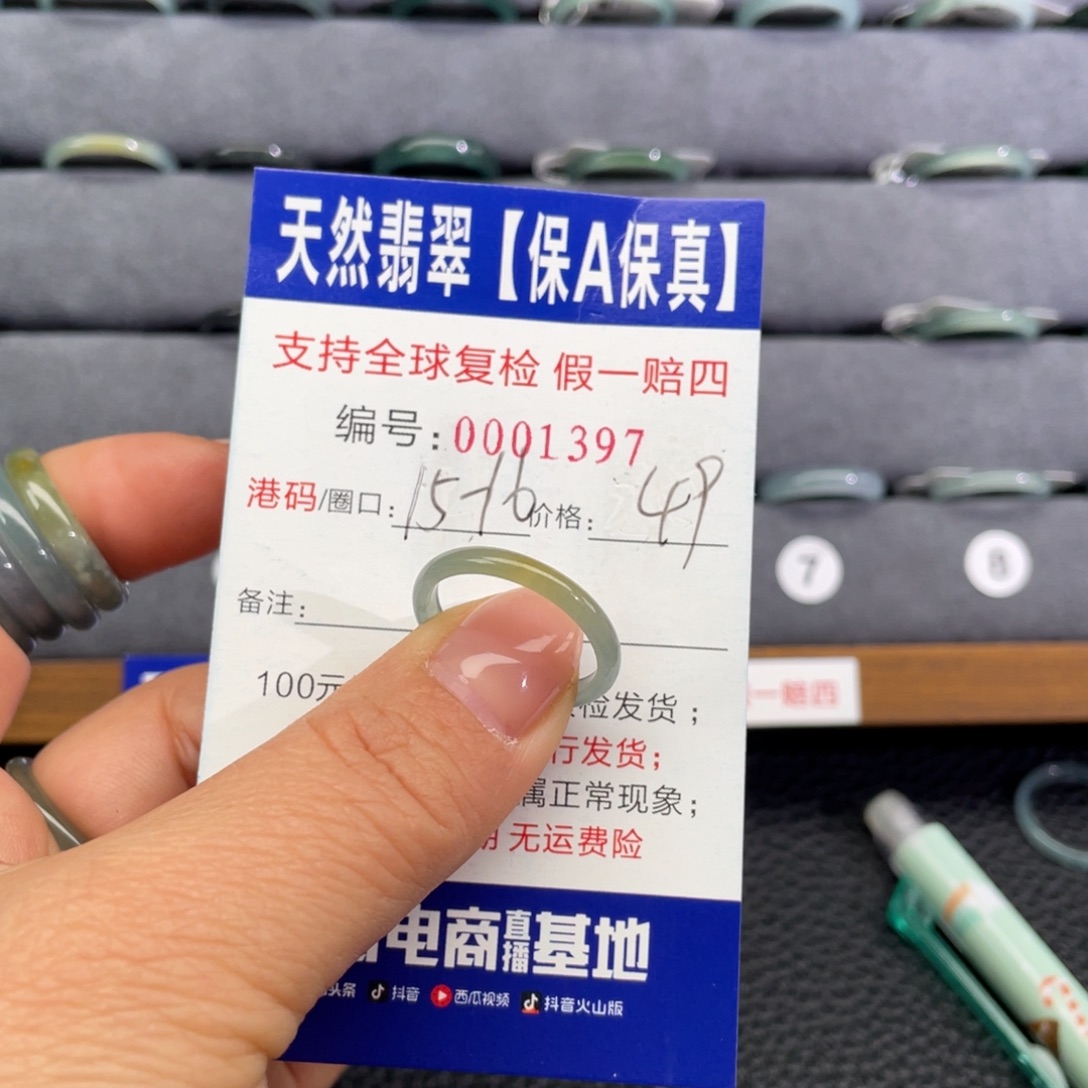 天然翡翠【保A保真】
支持全球复检 假一赔四
编号：0001397
港码/圈口：15-16 价格：49
备注：
100元 检发货；
行发货；
属正常现象；
无运费险
电商直播基地
头条 抖音 西瓜视频 抖音火山版
一赔四
7
8